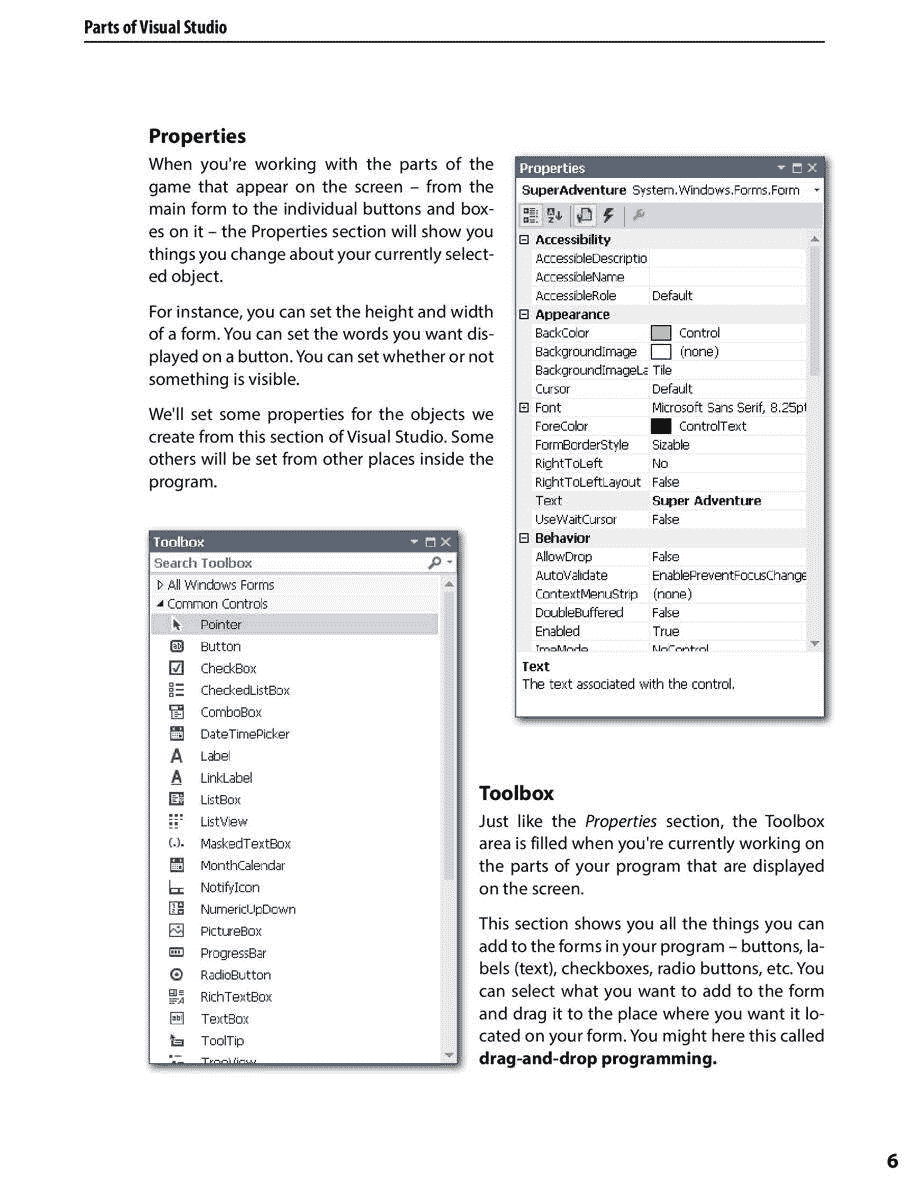 Parts of Visual Studio
Properties
When you're working with the parts of the
game that appear on the screen – from the
main form to the individual buttons and box-
es on it – the Properties section will show you
things you change about your currently select-
ed object.
For instance, you can set the height and width
of a form. You can set the words you want dis-
played on a button. You can set whether or not
something is visible.
We'll set some properties for the objects we
create from this section of Visual Studio. Some
others will be set from other places inside the
program.
Properties
SuperAdventure System.Windows.Forms.Form
Accessibility
AccessibleDescriptio
AccessibleName
AccessibleRole Default
Appearance
BackColor Control
BackgroundImage (none)
BackgroundImageLa Tile
Cursor Default
Font Microsoft Sans Serif, 8.25pt
ForeColor ControlText
FormBorderStyle Sizable
RightToLeft No
RightToLeftLayout False
Text Super Adventure
UseWaitCursor False
Behavior
AllowDrop False
AutoValidate EnablePreventFocusChange
ContextMenuStrip (none)
DoubleBuffered False
Enabled True
ImeMode NoControl
Text
The text associated with the control.
Toolbox
Search Toolbox
All Windows Forms
Common Controls
Pointer
Button
CheckBox
CheckedListBox
ComboBox
DateTimePicker
Label
LinkLabel
ListBox
ListView
MaskedTextBox
MonthCalendar
NotifyIcon
NumericUpDown
PictureBox
ProgressBar
RadioButton
RichTextBox
TextBox
ToolTip
TreeView
Toolbox
Just like the Properties section, the Toolbox
area is filled when you're currently working on
the parts of your program that are displayed
on the screen.
This section shows you all the things you can
add to the forms in your program – buttons, la-
bels (text), checkboxes, radio buttons, etc. You
can select what you want to add to the form
and drag it to the place where you want it lo-
cated on your form. You might here this called
drag-and-drop programming.
6